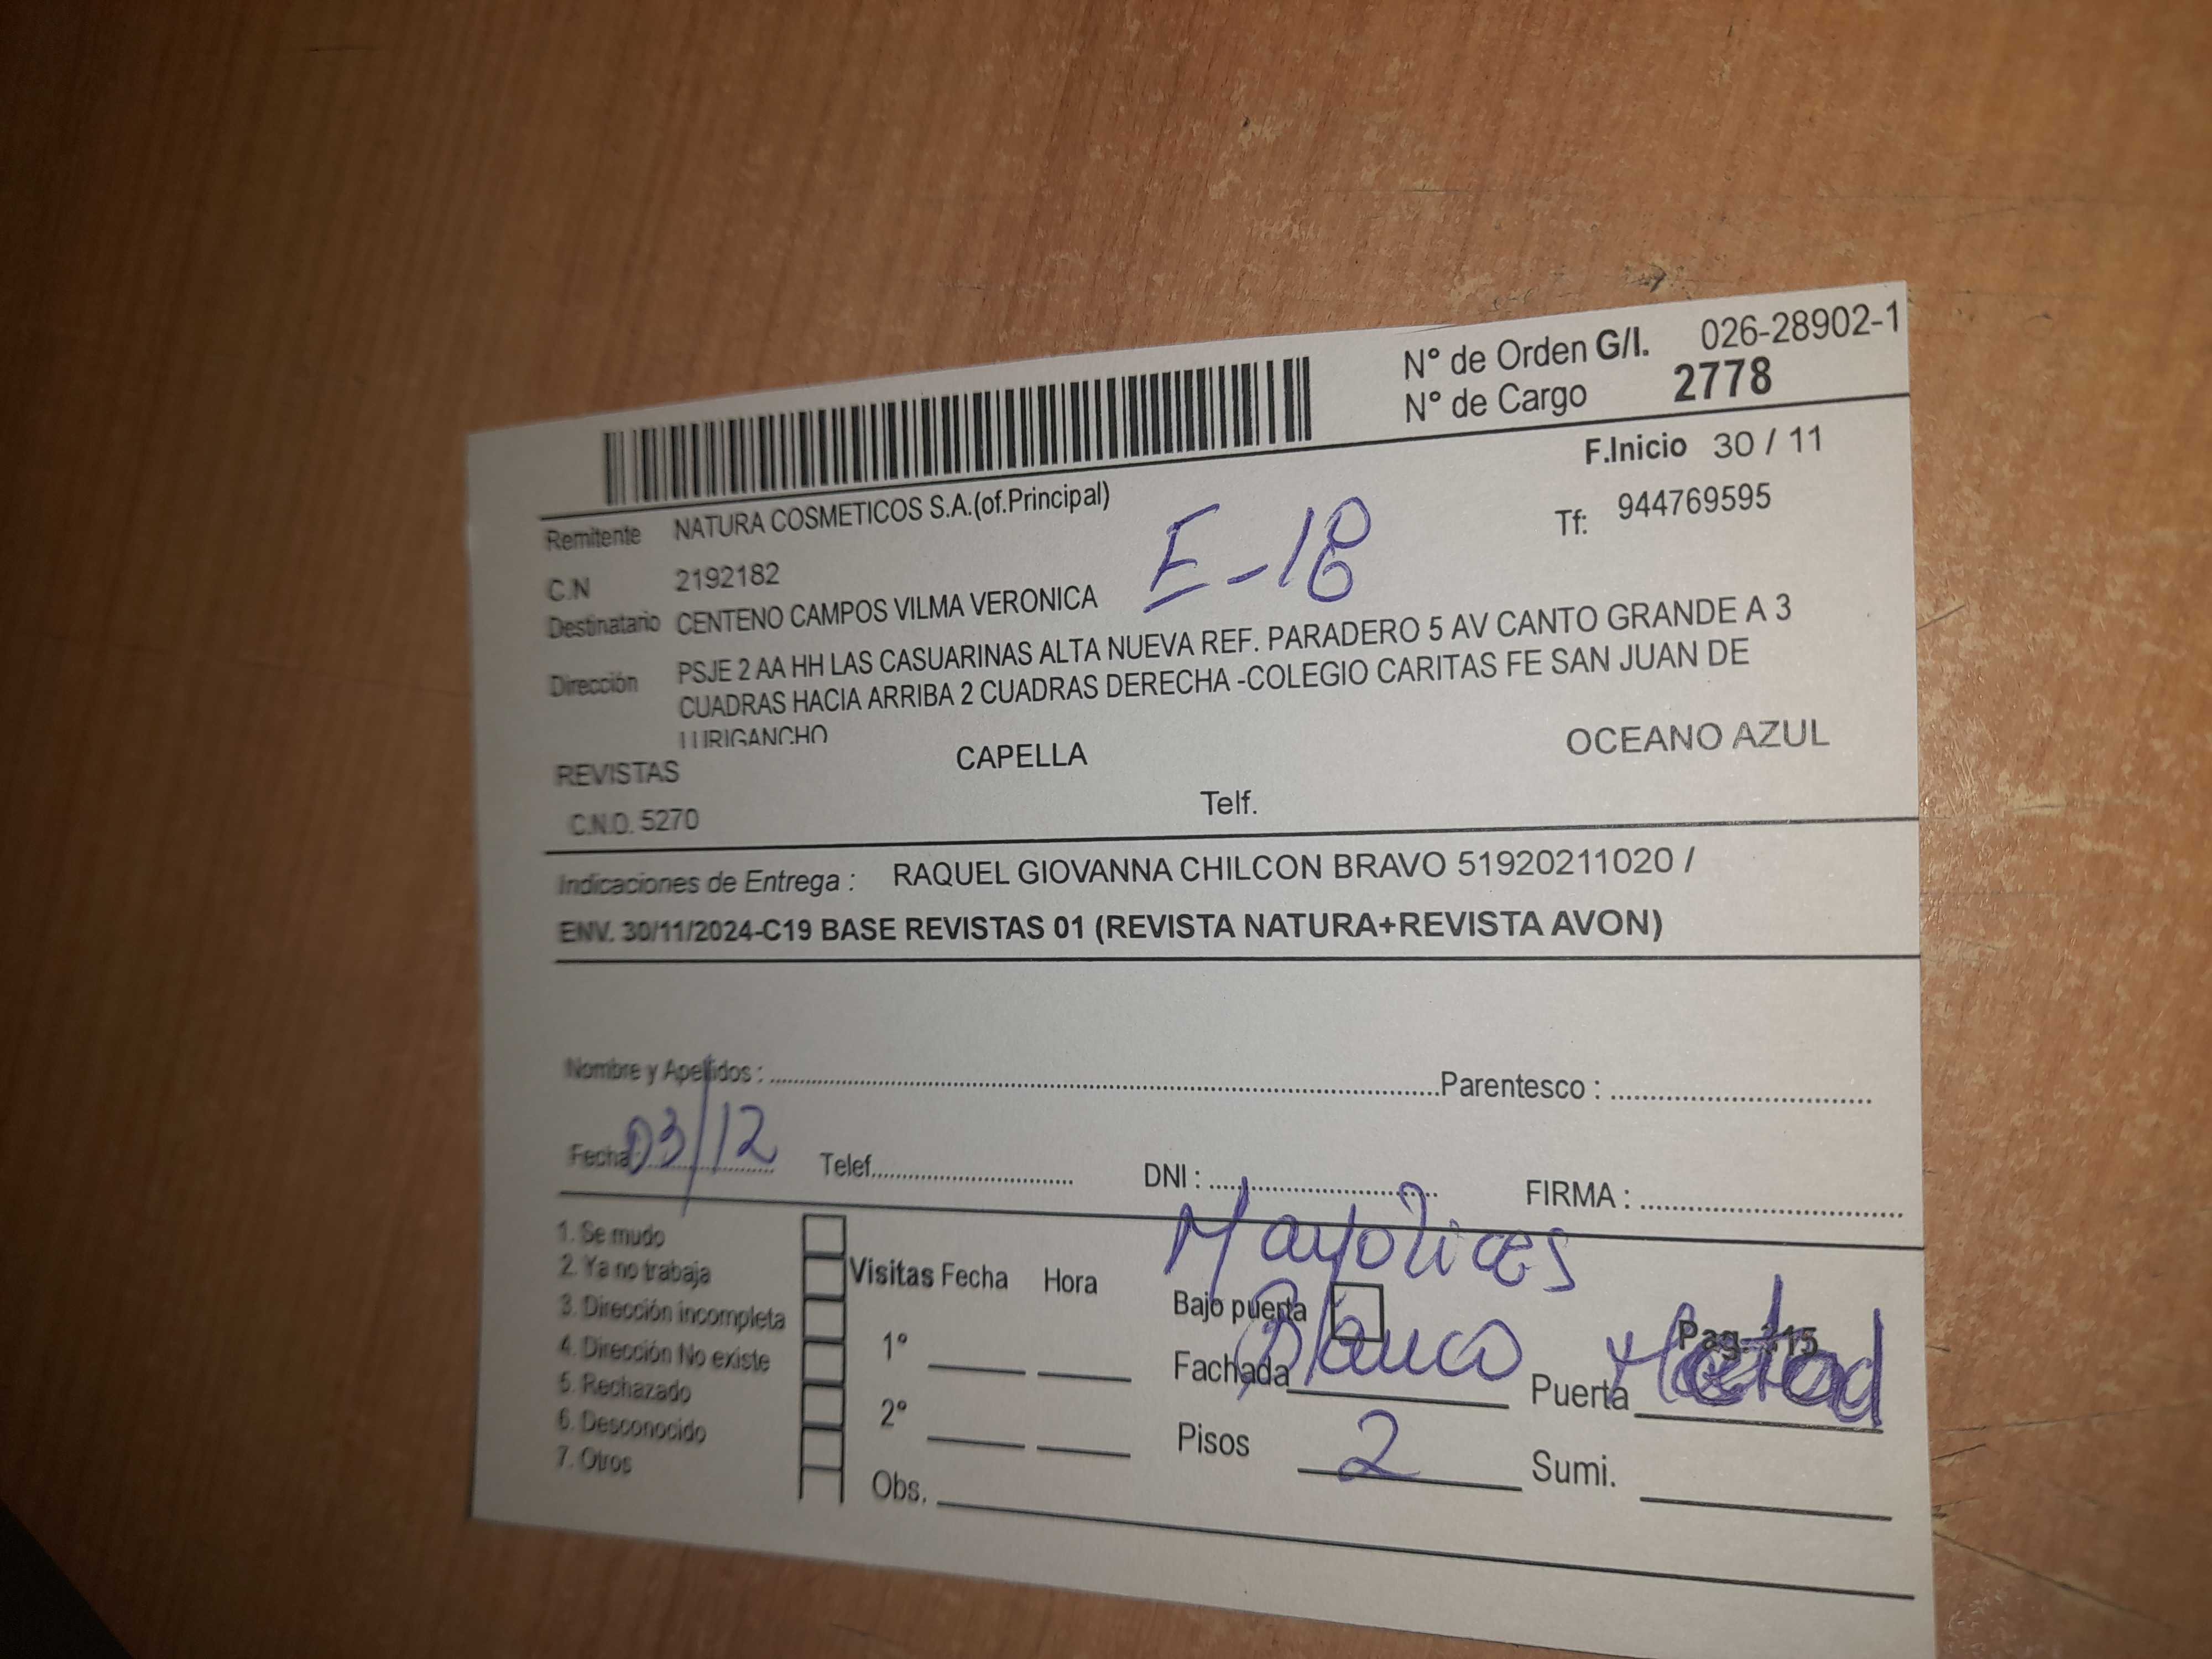 N° de Orden G/I. 026-28902-1
N° de Cargo 2778
F.Inicio 30 / 11
Remitente NATURA COSMETICOS S.A.(of.Principal)
Tf: 944769595
E-18
C.N 2192182
Destinatario CENTENO CAMPOS VILMA VERONICA
Dirección PSJE 2 AA HH LAS CASUARINAS ALTA NUEVA REF. PARADERO 5 AV CANTO GRANDE A 3
CUADRAS HACIA ARRIBA 2 CUADRAS DERECHA -COLEGIO CARITAS FE SAN JUAN DE
LURIGANCHO
REVISTAS CAPELLA OCEANO AZUL
C.N.O. 5270 Telf.
Indicaciones de Entrega : RAQUEL GIOVANNA CHILCON BRAVO 51920211020 /
ENV. 30/11/2024-C19 BASE REVISTAS 01 (REVISTA NATURA+REVISTA AVON)
Nombre y Apellidos : Parentesco :
Fecha: 03/12 Telef. DNI : FIRMA :
1. Se mudo
2. Ya no trabaja
3. Dirección incompleta
4. Dirección No existe
5. Rechazado
6. Desconocido
7. Otros
Visitas Fecha Hora
1°
2°
Obs.
Mayolicas
Bajo puerta
Pag. 315
Fachada Blanco Puerta Metal
Pisos 2 Sumi.